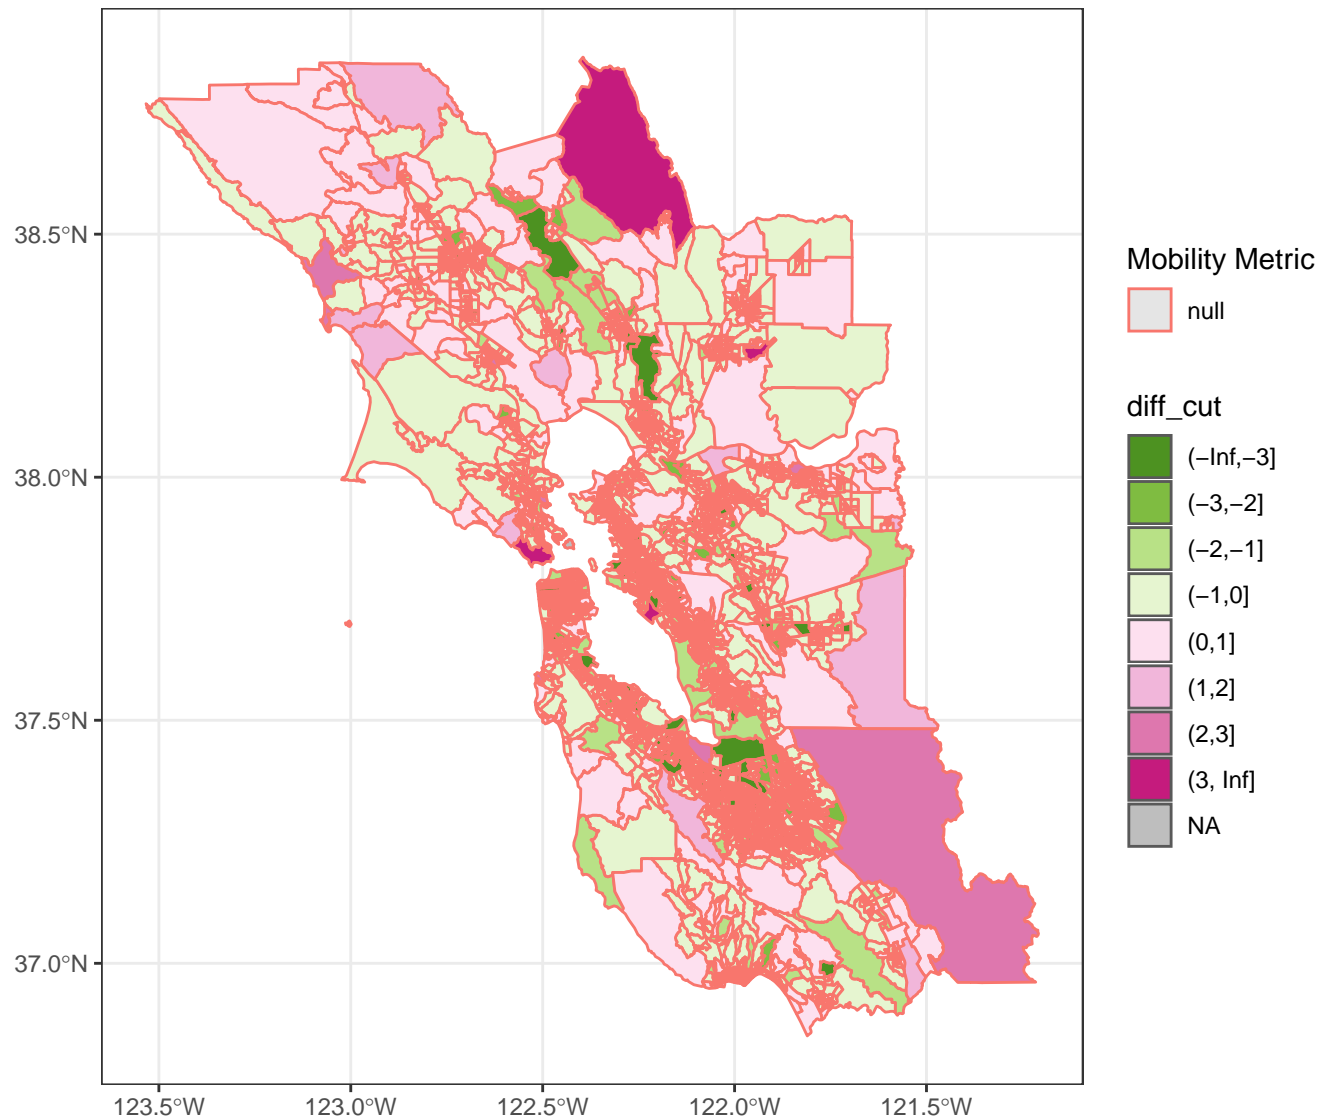 38.5°N
38.0°N
37.5°N
37.0°N
123.5°W
123.0°W
122.5°W
122.0°W
121.5°W
Mobility Metric
null
diff_cut
(−Inf,−3]
(−3,−2]
(−2,−1]
(−1,0]
(0,1]
(1,2]
(2,3]
(3, Inf]
NA